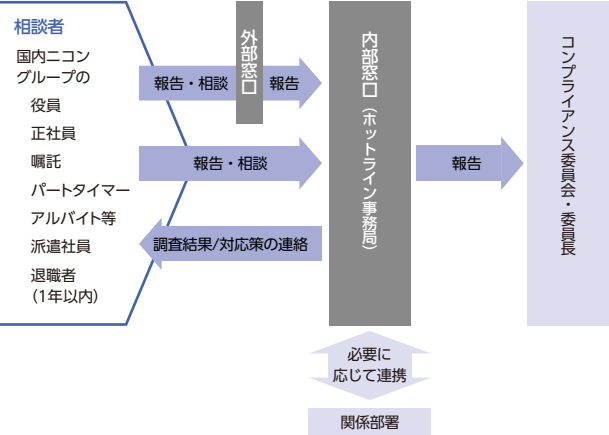 相談者
国内ニコン
グループの
役員
正社員
嘱託
パートタイマー
アルバイト等
派遣社員
退職者
(1年以内)
報告・相談
外部窓口
報告
報告・相談
調査結果/対応策の連絡
内部窓口(ホットライン事務局)
報告
コンプライアンス委員会・委員長
必要に
応じて連携
関係部署